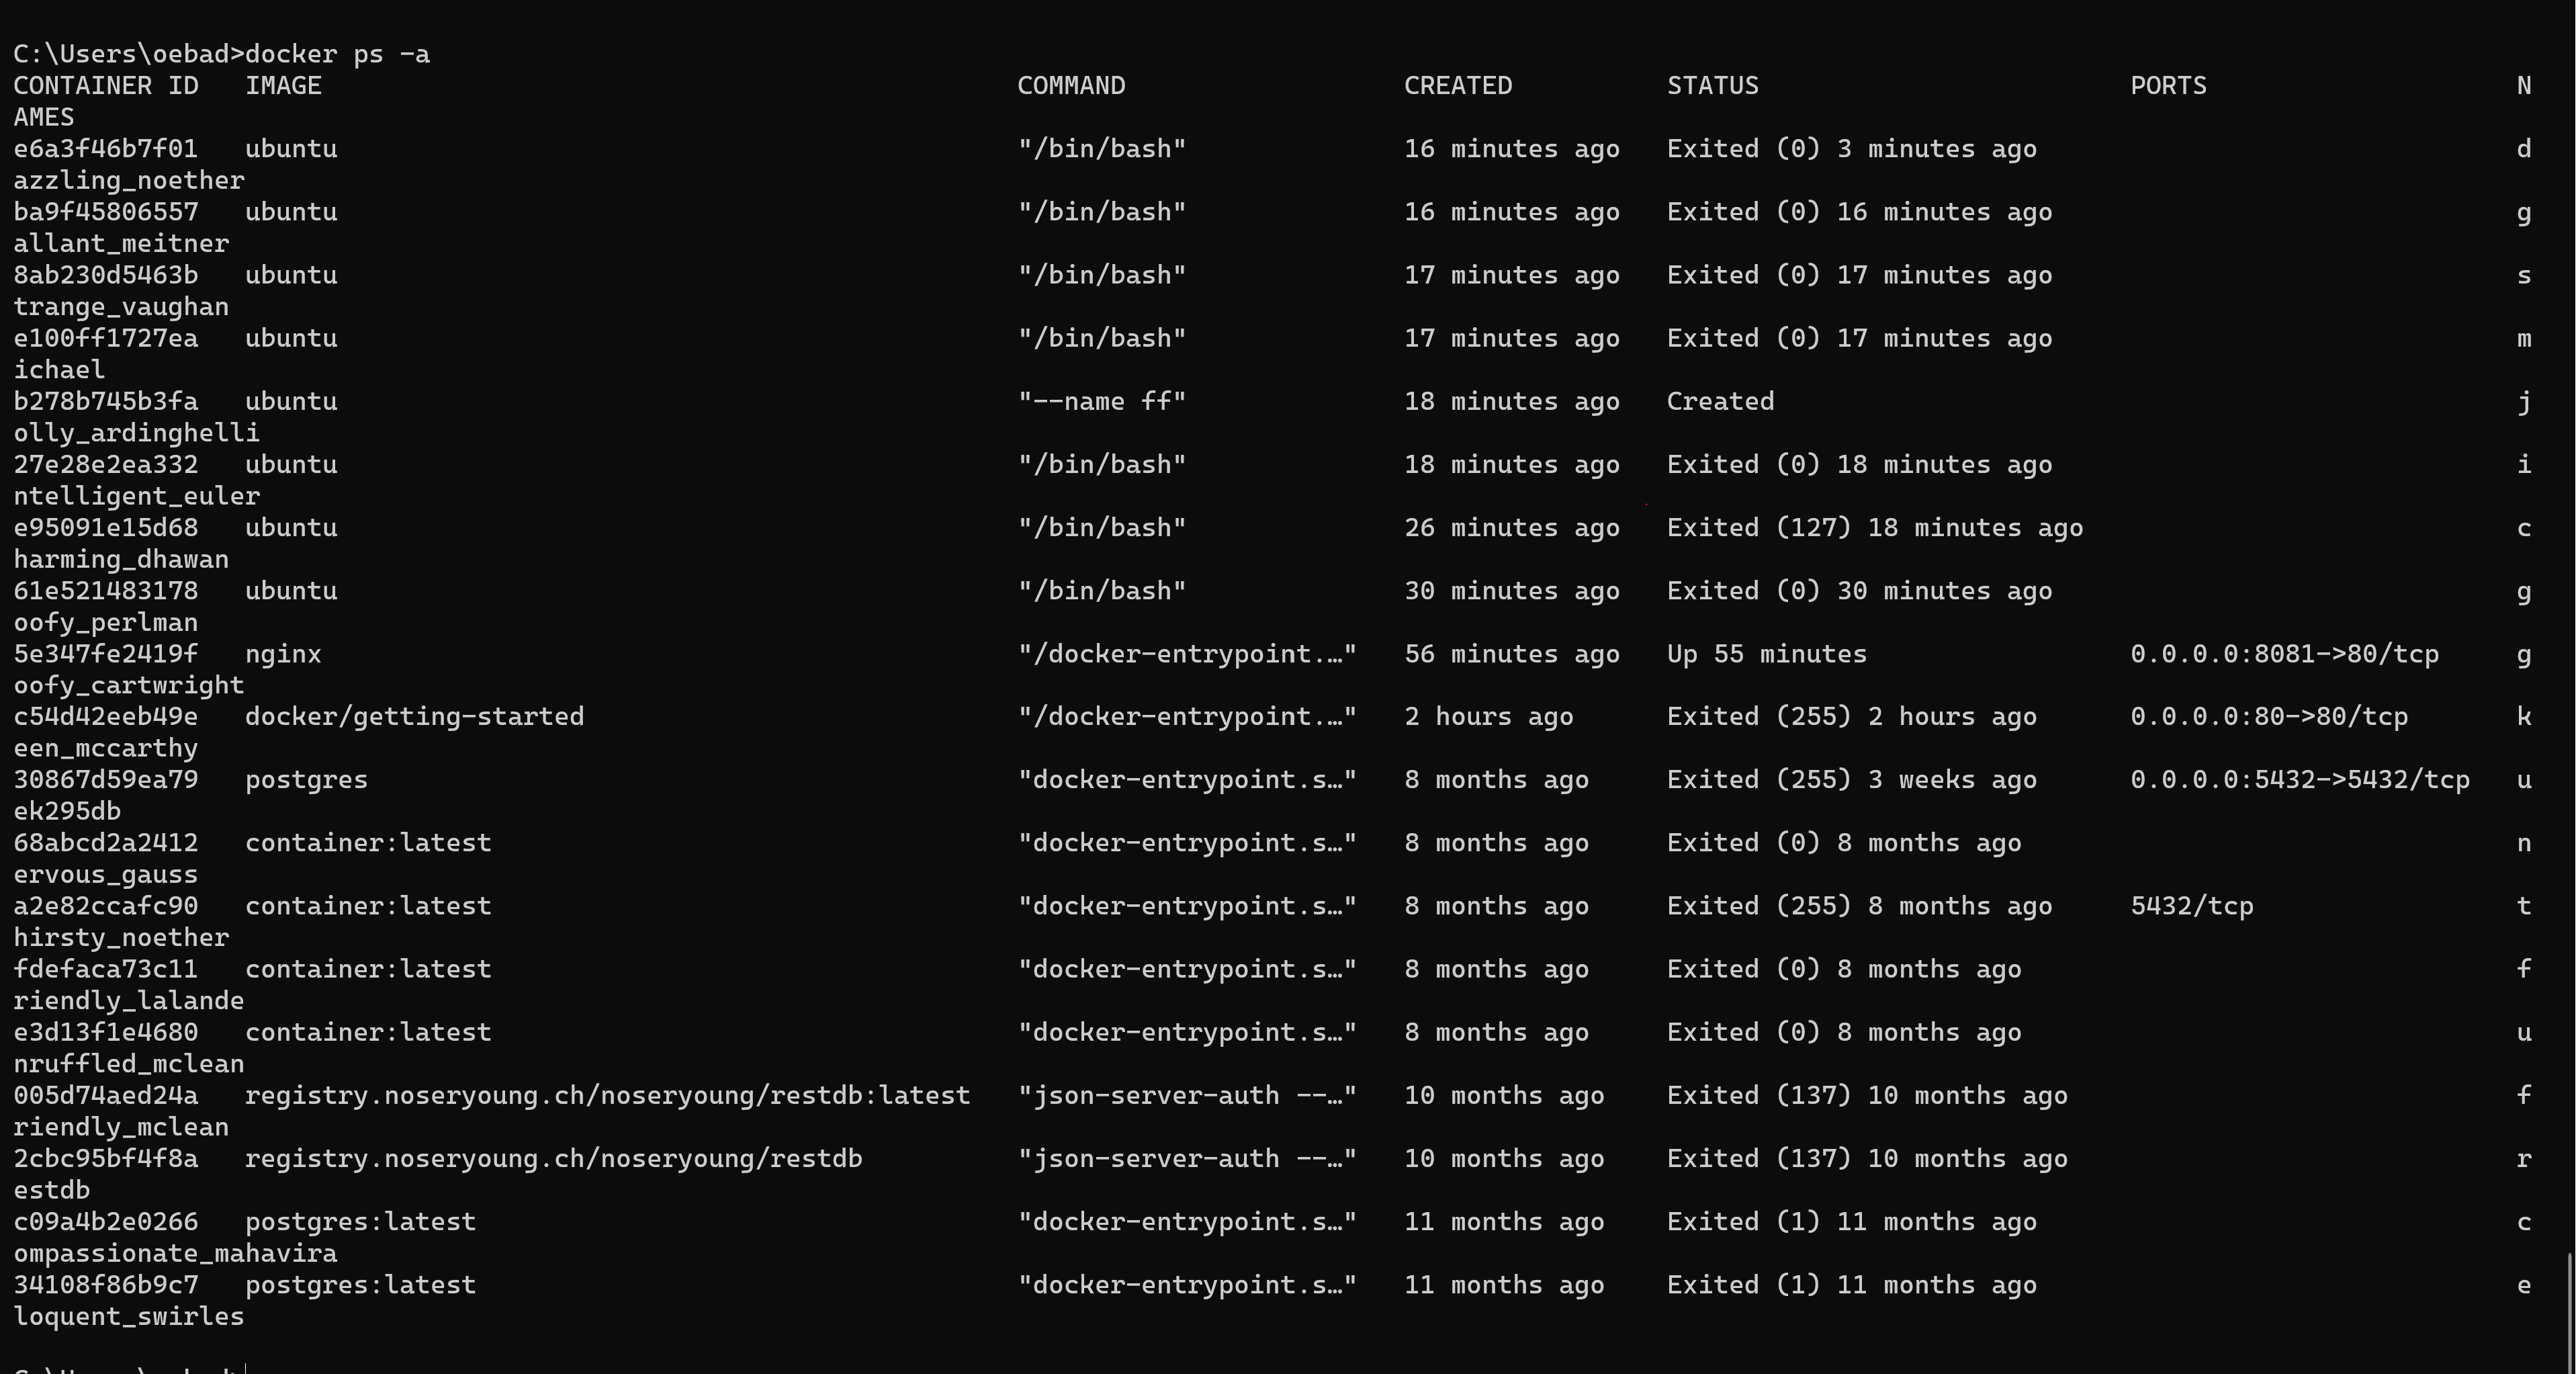 C:\Users\oebad>docker ps -a
CONTAINER ID   IMAGE                                          COMMAND                  CREATED          STATUS                        PORTS                    N
AMES
e6a3f46b7f01   ubuntu                                         "/bin/bash"              16 minutes ago   Exited (0) 3 minutes ago                               d
azzling_noether
ba9f45806557   ubuntu                                         "/bin/bash"              16 minutes ago   Exited (0) 16 minutes ago                              g
allant_meitner
8ab230d5463b   ubuntu                                         "/bin/bash"              17 minutes ago   Exited (0) 17 minutes ago                              s
trange_vaughan
e100ff1727ea   ubuntu                                         "/bin/bash"              17 minutes ago   Exited (0) 17 minutes ago                              m
ichael
b278b745b3fa   ubuntu                                         "--name ff"              18 minutes ago   Created                                                j
olly_ardinghelli
27e28e2ea332   ubuntu                                         "/bin/bash"              18 minutes ago   Exited (0) 18 minutes ago                              i
ntelligent_euler
e95091e15d68   ubuntu                                         "/bin/bash"              26 minutes ago   Exited (127) 18 minutes ago                            c
harming_dhawan
61e521483178   ubuntu                                         "/bin/bash"              30 minutes ago   Exited (0) 30 minutes ago                              g
oofy_perlman
5e347fe2419f   nginx                                          "/docker-entrypoint.…"   56 minutes ago   Up 55 minutes                 0.0.0.0:8081->80/tcp     g
oofy_cartwright
c54d42eeb49e   docker/getting-started                         "/docker-entrypoint.…"   2 hours ago      Exited (255) 2 hours ago      0.0.0.0:80->80/tcp       k
een_mccarthy
30867d59ea79   postgres                                       "docker-entrypoint.s…"   8 months ago     Exited (255) 3 weeks ago      0.0.0.0:5432->5432/tcp   u
ek295db
68abcd2a2412   container:latest                               "docker-entrypoint.s…"   8 months ago     Exited (0) 8 months ago                                n
ervous_gauss
a2e82ccafc90   container:latest                               "docker-entrypoint.s…"   8 months ago     Exited (255) 8 months ago     5432/tcp                 t
hirsty_noether
fdefaca73c11   container:latest                               "docker-entrypoint.s…"   8 months ago     Exited (0) 8 months ago                                f
riendly_lalande
e3d13f1e4680   container:latest                               "docker-entrypoint.s…"   8 months ago     Exited (0) 8 months ago                                u
nruffled_mclean
005d74aed24a   registry.noseryoung.ch/noseryoung/restdb:latest   "json-server-auth --…"   10 months ago    Exited (137) 10 months ago                             f
riendly_mclean
2cbc95bf4f8a   registry.noseryoung.ch/noseryoung/restdb       "json-server-auth --…"   10 months ago    Exited (137) 10 months ago                             r
estdb
c09a4b2e0266   postgres:latest                                "docker-entrypoint.s…"   11 months ago    Exited (1) 11 months ago                               c
ompassionate_mahavira
34108f86b9c7   postgres:latest                                "docker-entrypoint.s…"   11 months ago    Exited (1) 11 months ago                               e
loquent_swirles